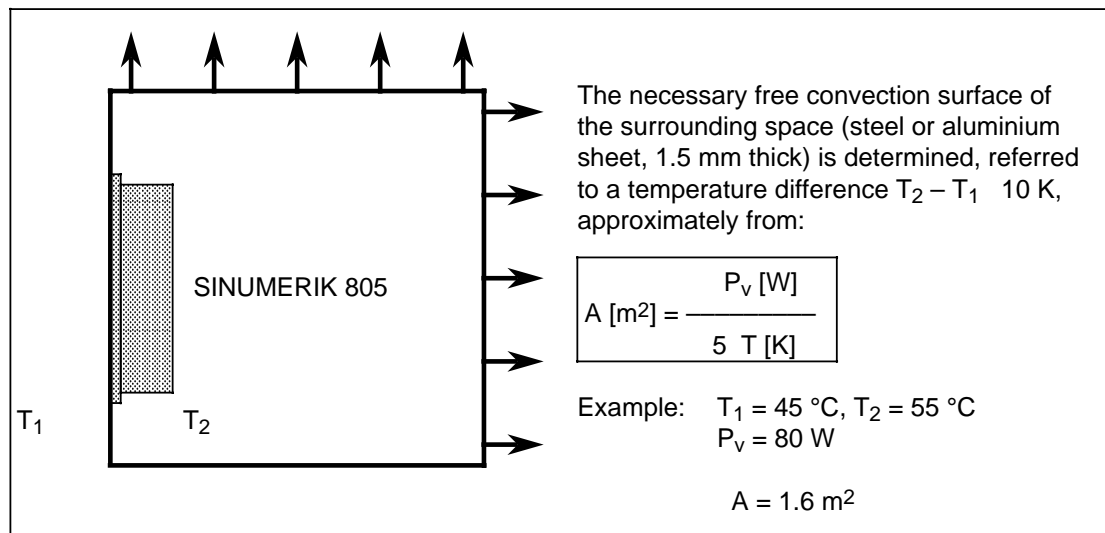 The necessary free convection surface of
the surrounding space (steel or aluminium
sheet, 1.5 mm thick) is determined, referred
to a temperature difference T₂ – T₁ 10 K,
approximately from:
SINUMERIK 805
A [m²] = Pᵥ [W]
5 T [K]
Example: T₁ = 45 °C, T₂ = 55 °C
Pᵥ = 80 W
T₁ T₂
A = 1.6 m²